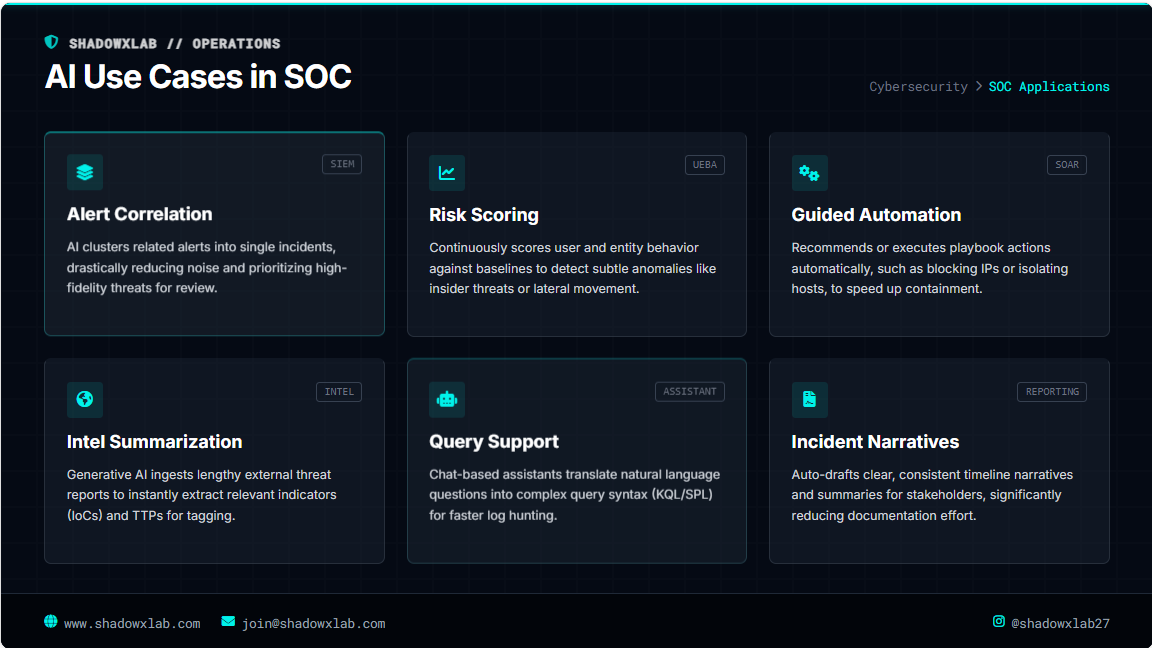 SHADOWXLAB // OPERATIONS
AI Use Cases in SOC
Cybersecurity > SOC Applications
SIEM
Alert Correlation
AI clusters related alerts into single incidents,
drastically reducing noise and prioritizing high-
fidelity threats for review.
UEBA
Risk Scoring
Continuously scores user and entity behavior
against baselines to detect subtle anomalies like
insider threats or lateral movement.
SOAR
Guided Automation
Recommends or executes playbook actions
automatically, such as blocking IPs or isolating
hosts, to speed up containment.
INTEL
Intel Summarization
Generative AI ingests lengthy external threat
reports to instantly extract relevant indicators
(IoCs) and TTPs for tagging.
ASSISTANT
Query Support
Chat-based assistants translate natural language
questions into complex query syntax (KQL/SPL)
for faster log hunting.
REPORTING
Incident Narratives
Auto-drafts clear, consistent timeline narratives
and summaries for stakeholders, significantly
reducing documentation effort.
www.shadowxlab.com
join@shadowxlab.com
@shadowxlab27